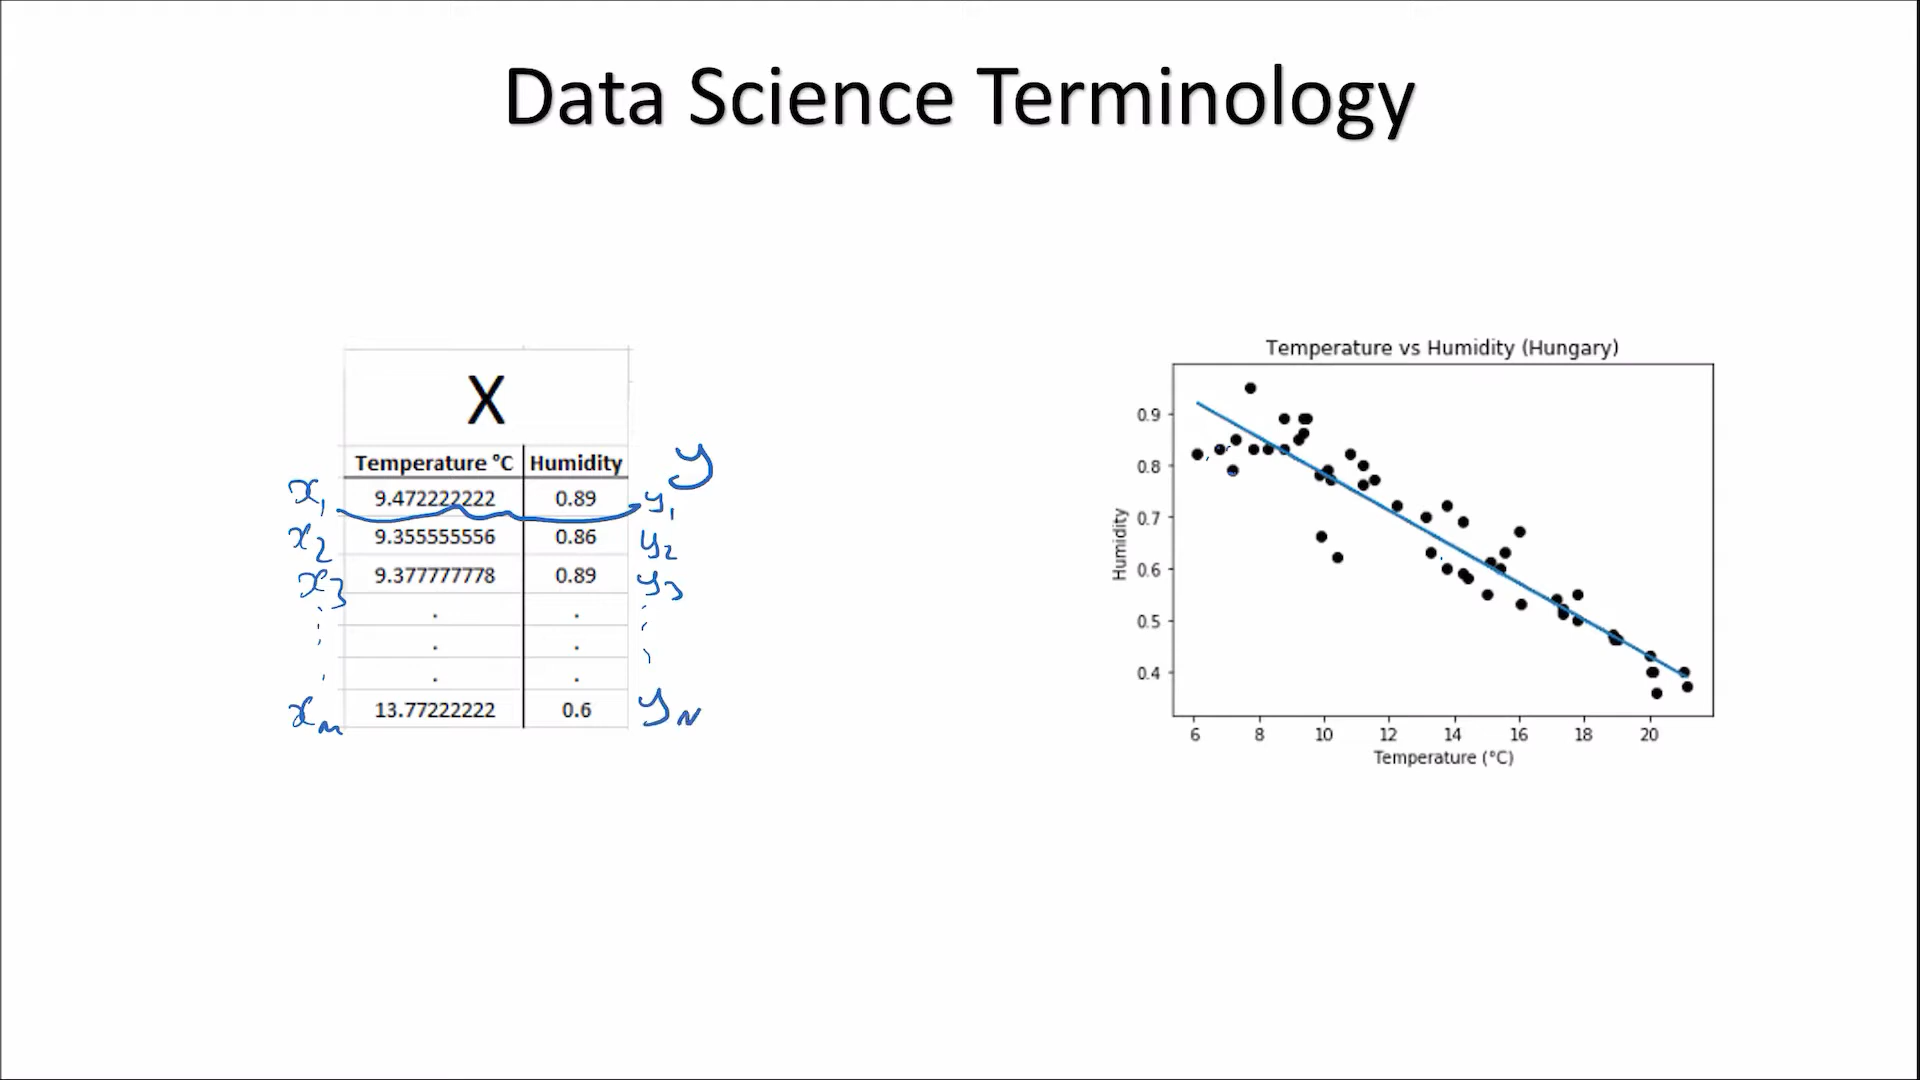 Data Science Terminology
X
y
Temperature °C Humidity
x1 9.472222222 0.89 y1
x2 9.355555556 0.86 y2
x3 9.377777778 0.89 y3
. .
. .
. .
xn 13.77222222 0.6 yN
Temperature vs Humidity (Hungary)
Humidity
0.9
0.8
0.7
0.6
0.5
0.4
6 8 10 12 14 16 18 20
Temperature (°C)